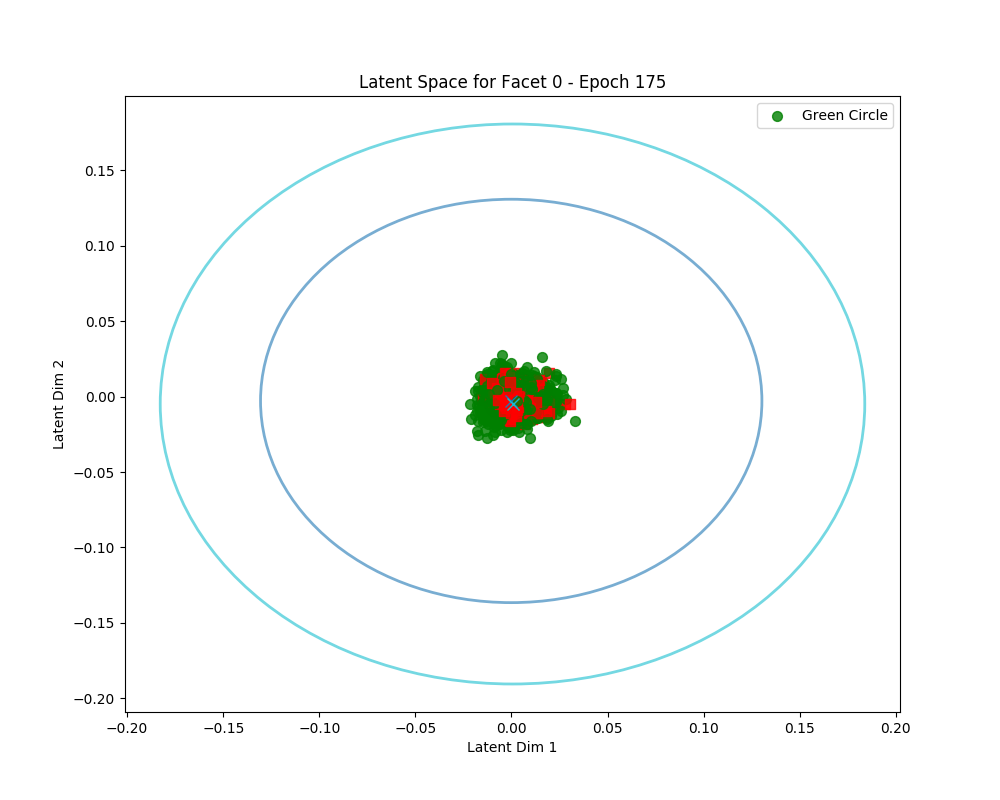 Latent Space for Facet 0 - Epoch 175
Green Circle
0.15
0.10
0.05
0.00
−0.05
−0.10
−0.15
−0.20
Latent Dim 2
−0.20 −0.15 −0.10 −0.05 0.00 0.05 0.10 0.15 0.20
Latent Dim 1